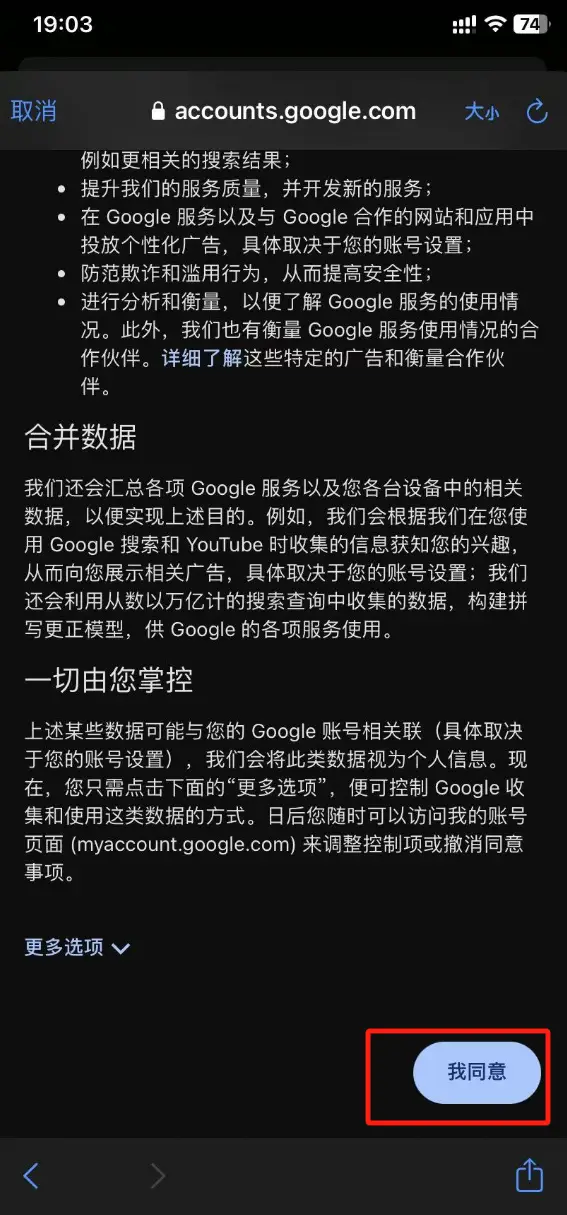 19:03
74
取消
accounts.google.com
大小
例如更相关的搜索结果；
• 提升我们的服务质量，并开发新的服务；
• 在 Google 服务以及与 Google 合作的网站和应用中
投放个性化广告，具体取决于您的账号设置；
• 防范欺诈和滥用行为，从而提高安全性；
• 进行分析和衡量，以便了解 Google 服务的使用情
况。此外，我们也有衡量 Google 服务使用情况的合
作伙伴。详细了解这些特定的广告和衡量合作伙
伴。
合并数据
我们还会汇总各项 Google 服务以及您各台设备中的相关
数据，以便实现上述目的。例如，我们会根据我们在您使
用 Google 搜索和 YouTube 时收集的信息获知您的兴趣，
从而向您展示相关广告，具体取决于您的账号设置；我们
还会利用从数以万亿计的搜索查询中收集的数据，构建拼
写更正模型，供 Google 的各项服务使用。
一切由您掌控
上述某些数据可能与您的 Google 账号相关联（具体取决
于您的账号设置），我们会将此类数据视为个人信息。现
在，您只需点击下面的“更多选项”，便可控制 Google 收
集和使用这类数据的方式。日后您随时可以访问我的账号
页面 (myaccount.google.com) 来调整控制项或撤消同意
事项。
更多选项
我同意